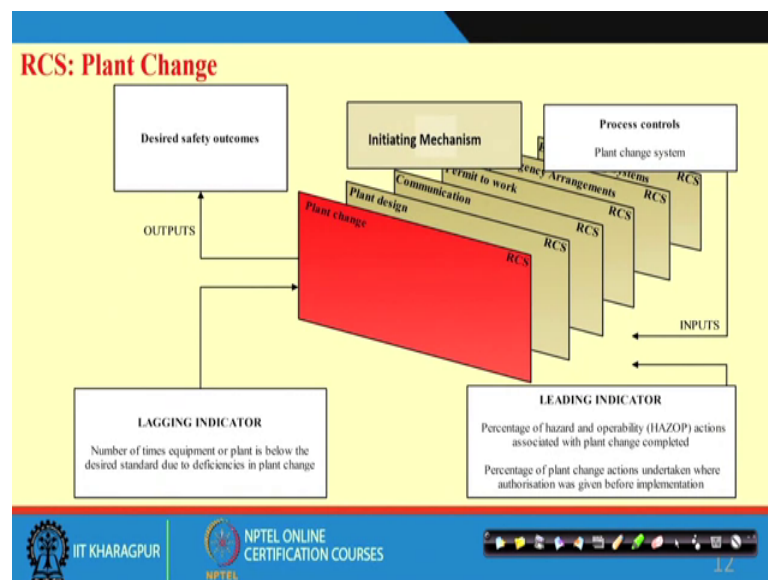 RCS: Plant Change
Desired safety outcomes
Initiating Mechanism
Process controls
Plant change system
RCS
Arrangements
RCS
Permit to work
RCS
Communication
RCS
Plant design
RCS
Plant change
RCS
OUTPUTS
INPUTS
LAGGING INDICATOR
Number of times equipment or plant is below the
desired standard due to deficiencies in plant change
LEADING INDICATOR
Percentage of hazard and operability (HAZOP) actions
associated with plant change completed
Percentage of plant change actions undertaken where
authorisation was given before implementation
IIT KHARAGPUR
NPTEL
NPTEL ONLINE
CERTIFICATION COURSES
12